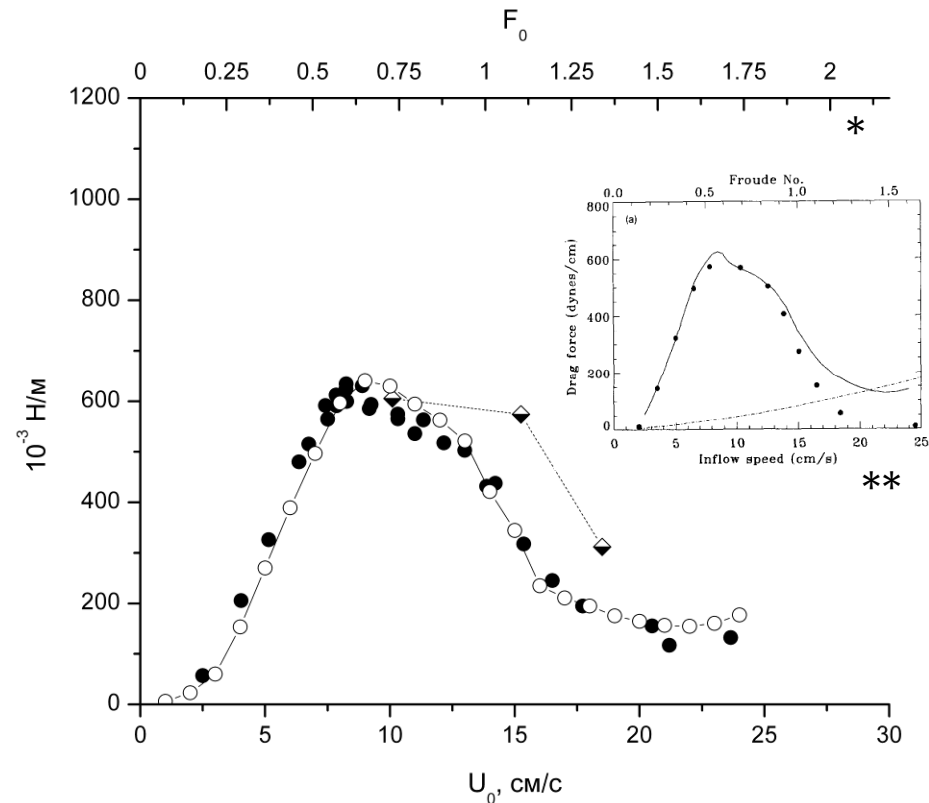 F₀
0 0.25 0.5 0.75 1 1.25 1.5 1.75 2
1200
1000
800
600
400
200
0
10⁻³ Н/м
0 5 10 15 20 25 30
U₀, см/с
*
Froude No.
0.0 0.5 1.0 1.5
(a)
800
600
400
200
0
Drag force (dynes/cm)
0 5 10 15 20 25
Inflow speed (cm/s)
**